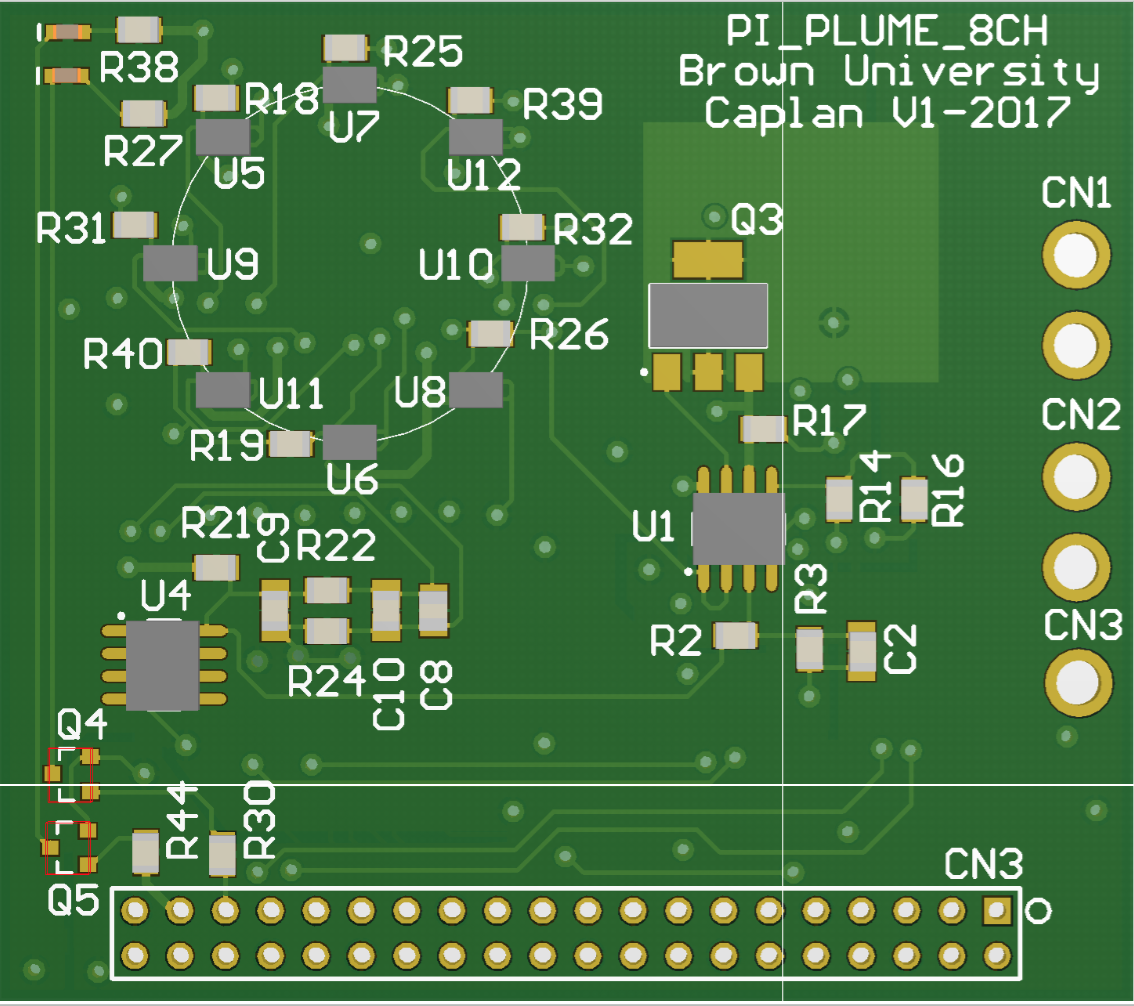 PI_PLUME_8CH
Brown University
Caplan V1-2017
R38
R25
R18
R39
R27
U7
U5
U12
CN1
R31
R32
Q3
U9
U10
R26
R40
U11
U8
R17
CN2
R19
U6
R14
R16
R21
C9
R22
U1
R3
U4
CN3
R2
C2
R24
C10
C8
Q4
R44
R30
CN3
Q5